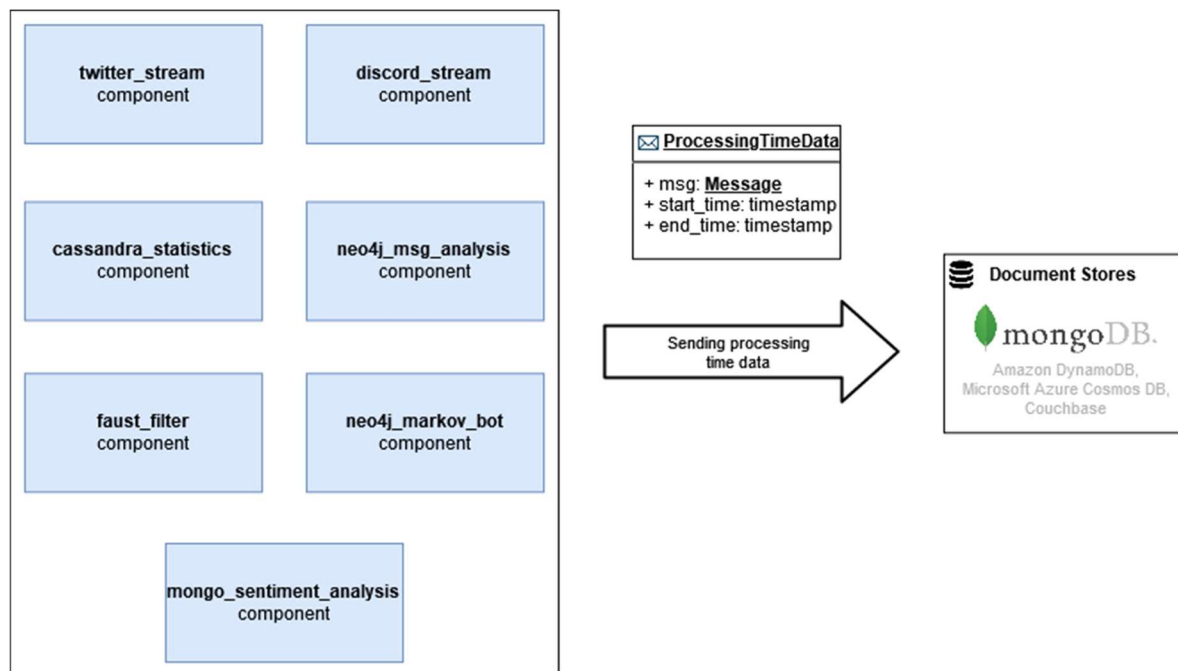 twitter_stream
component
discord_stream
component
cassandra_statistics
component
neo4j_msg_analysis
component
faust_filter
component
neo4j_markov_bot
component
mongo_sentiment_analysis
component
ProcessingTimeData
+ msg: Message
+ start_time: timestamp
+ end_time: timestamp
Sending processing
time data
Document Stores
mongoDB.
Amazon DynamoDB,
Microsoft Azure Cosmos DB,
Couchbase